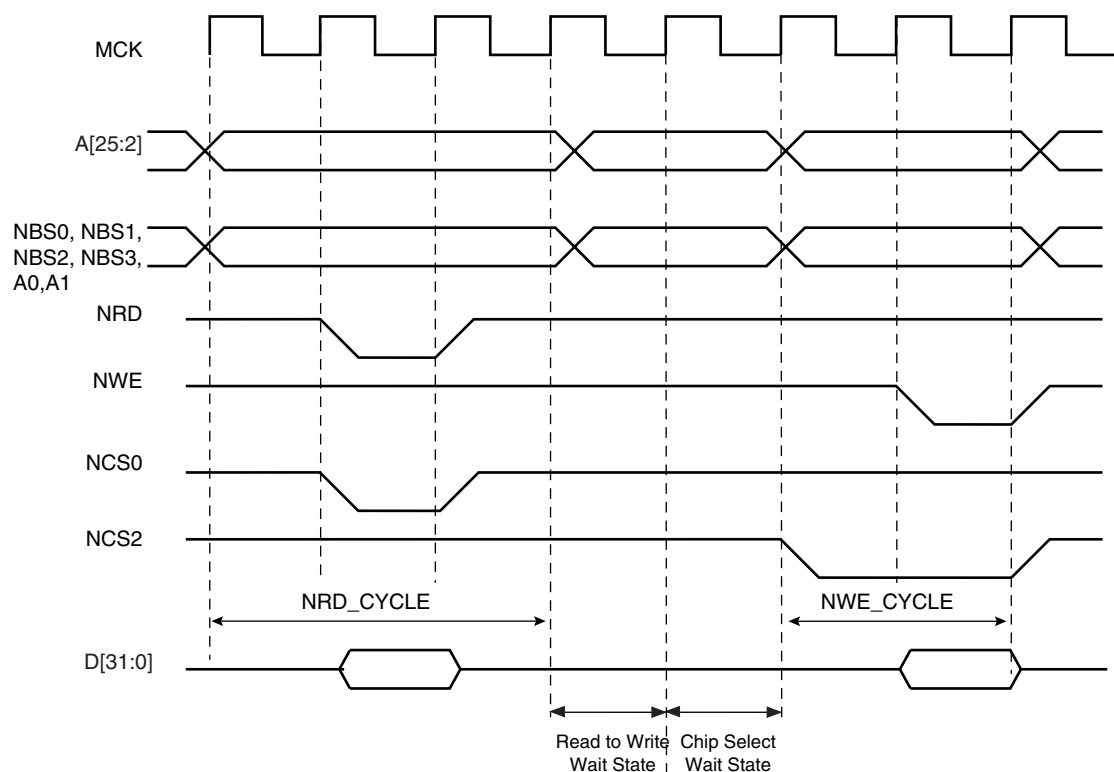 MCK
A[25:2]
NBS0, NBS1,
NBS2, NBS3,
A0,A1
NRD
NWE
NCS0
NCS2
NRD_CYCLE
NWE_CYCLE
D[31:0]
Read to Write
Wait State
Chip Select
Wait State